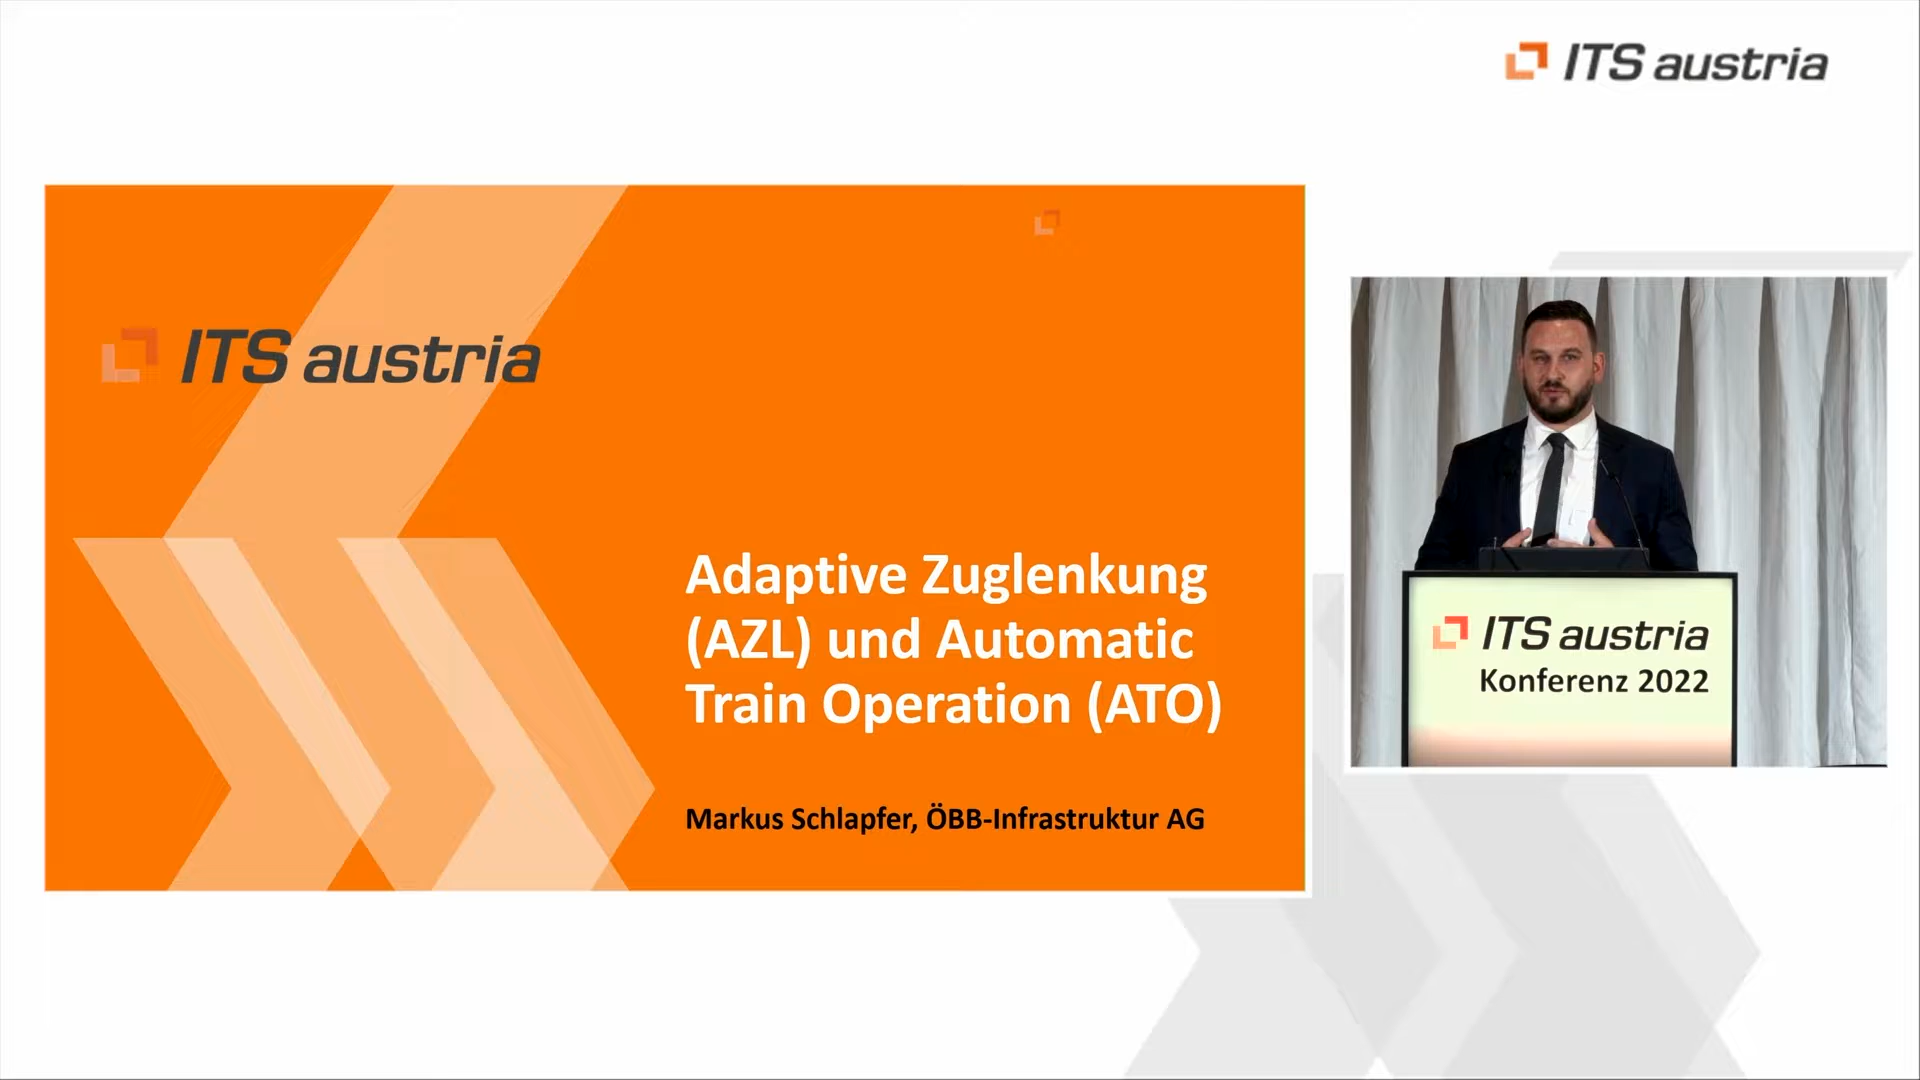 ITS austria
ITS austria
Adaptive Zuglenkung
(AZL) und Automatic
Train Operation (ATO)
Markus Schlapfer, ÖBB-Infrastruktur AG
ITS austria
Konferenz 2022